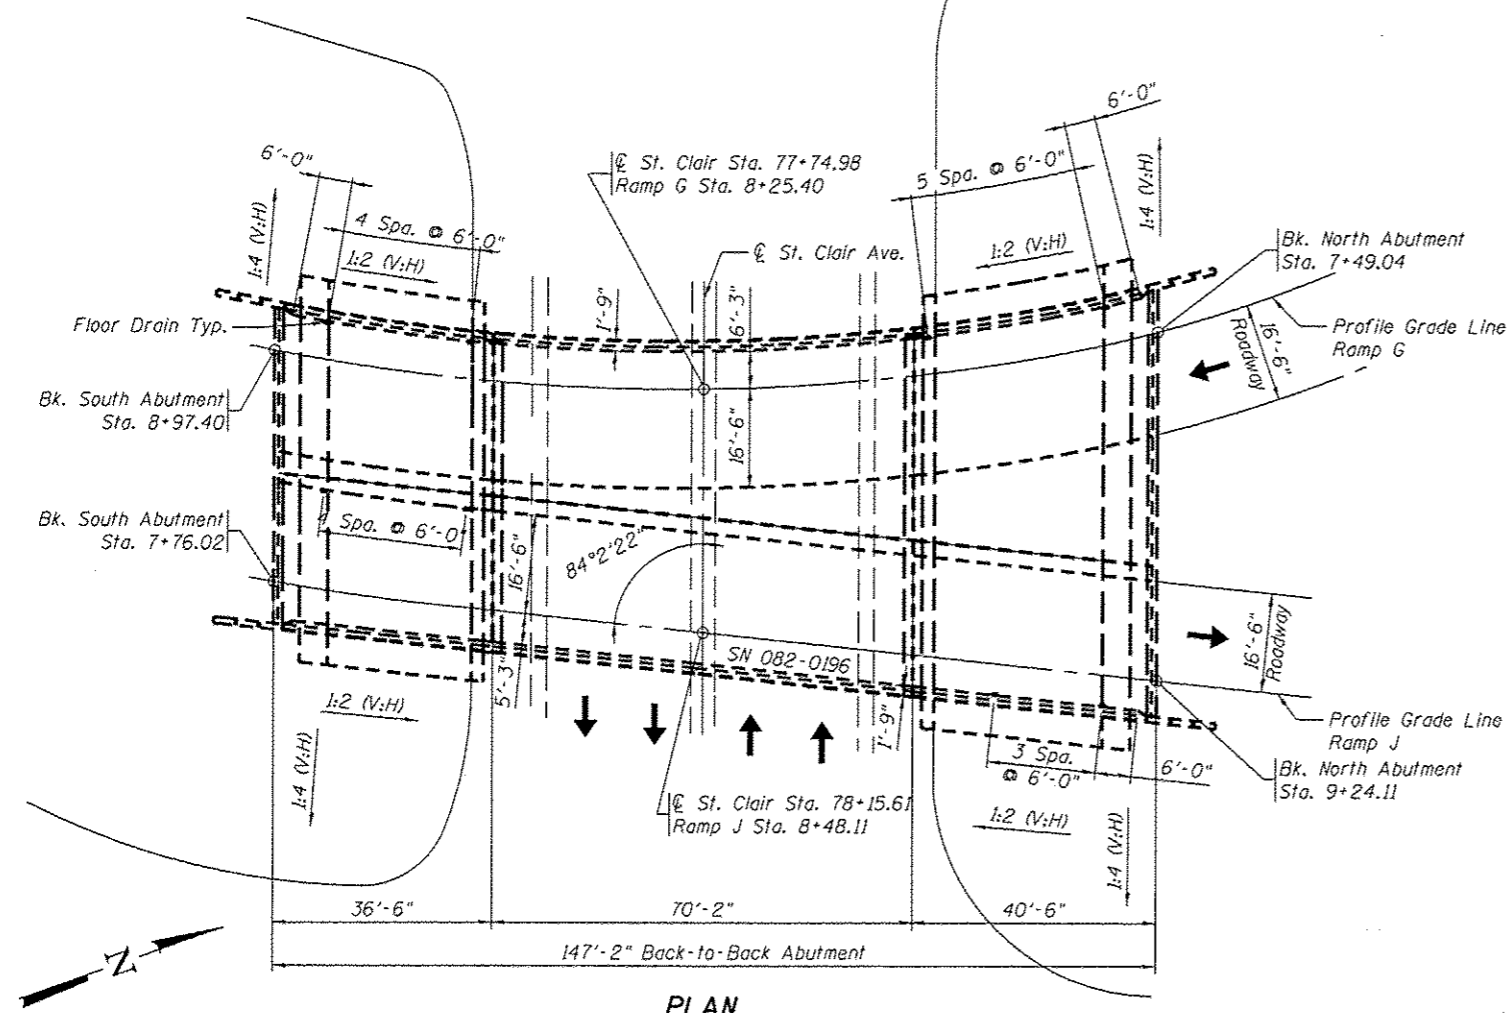 6'-0"
6'-0"
5 Spa. @ 6'-0"
1:4 (V:H)
℄ St. Clair Sta. 77+74.98
Ramp G Sta. 8+25.40
4 Spa. @ 6'-0"
1:4 (V:H)
1:2 (V:H)
℄ St. Clair Ave.
1:2 (V:H)
Bk. North Abutment
Sta. 7+49.04
Floor Drain Typ.
1'-9"
6'-3"
16'-6"
Roadway
Profile Grade Line
Ramp G
Bk. South Abutment
Sta. 8+97.40
16'-6"
Bk. South Abutment
Sta. 7+76.02
Spa. @ 6'-0"
16'-6"
84°2'22"
5'-3"
SN 082-0196
1'-9"
16'-6"
Roadway
1:2 (V:H)
1:4 (V:H)
3 Spa.
@ 6'-0"
6'-0"
Profile Grade Line
Ramp J
Bk. North Abutment
Sta. 9+24.11
℄ St. Clair Sta. 78+15.61
Ramp J Sta. 8+48.11
1:2 (V:H)
1:4 (V:H)
36'-6"
70'-2"
40'-6"
147'-2" Back-to-Back Abutment
N
PLAN